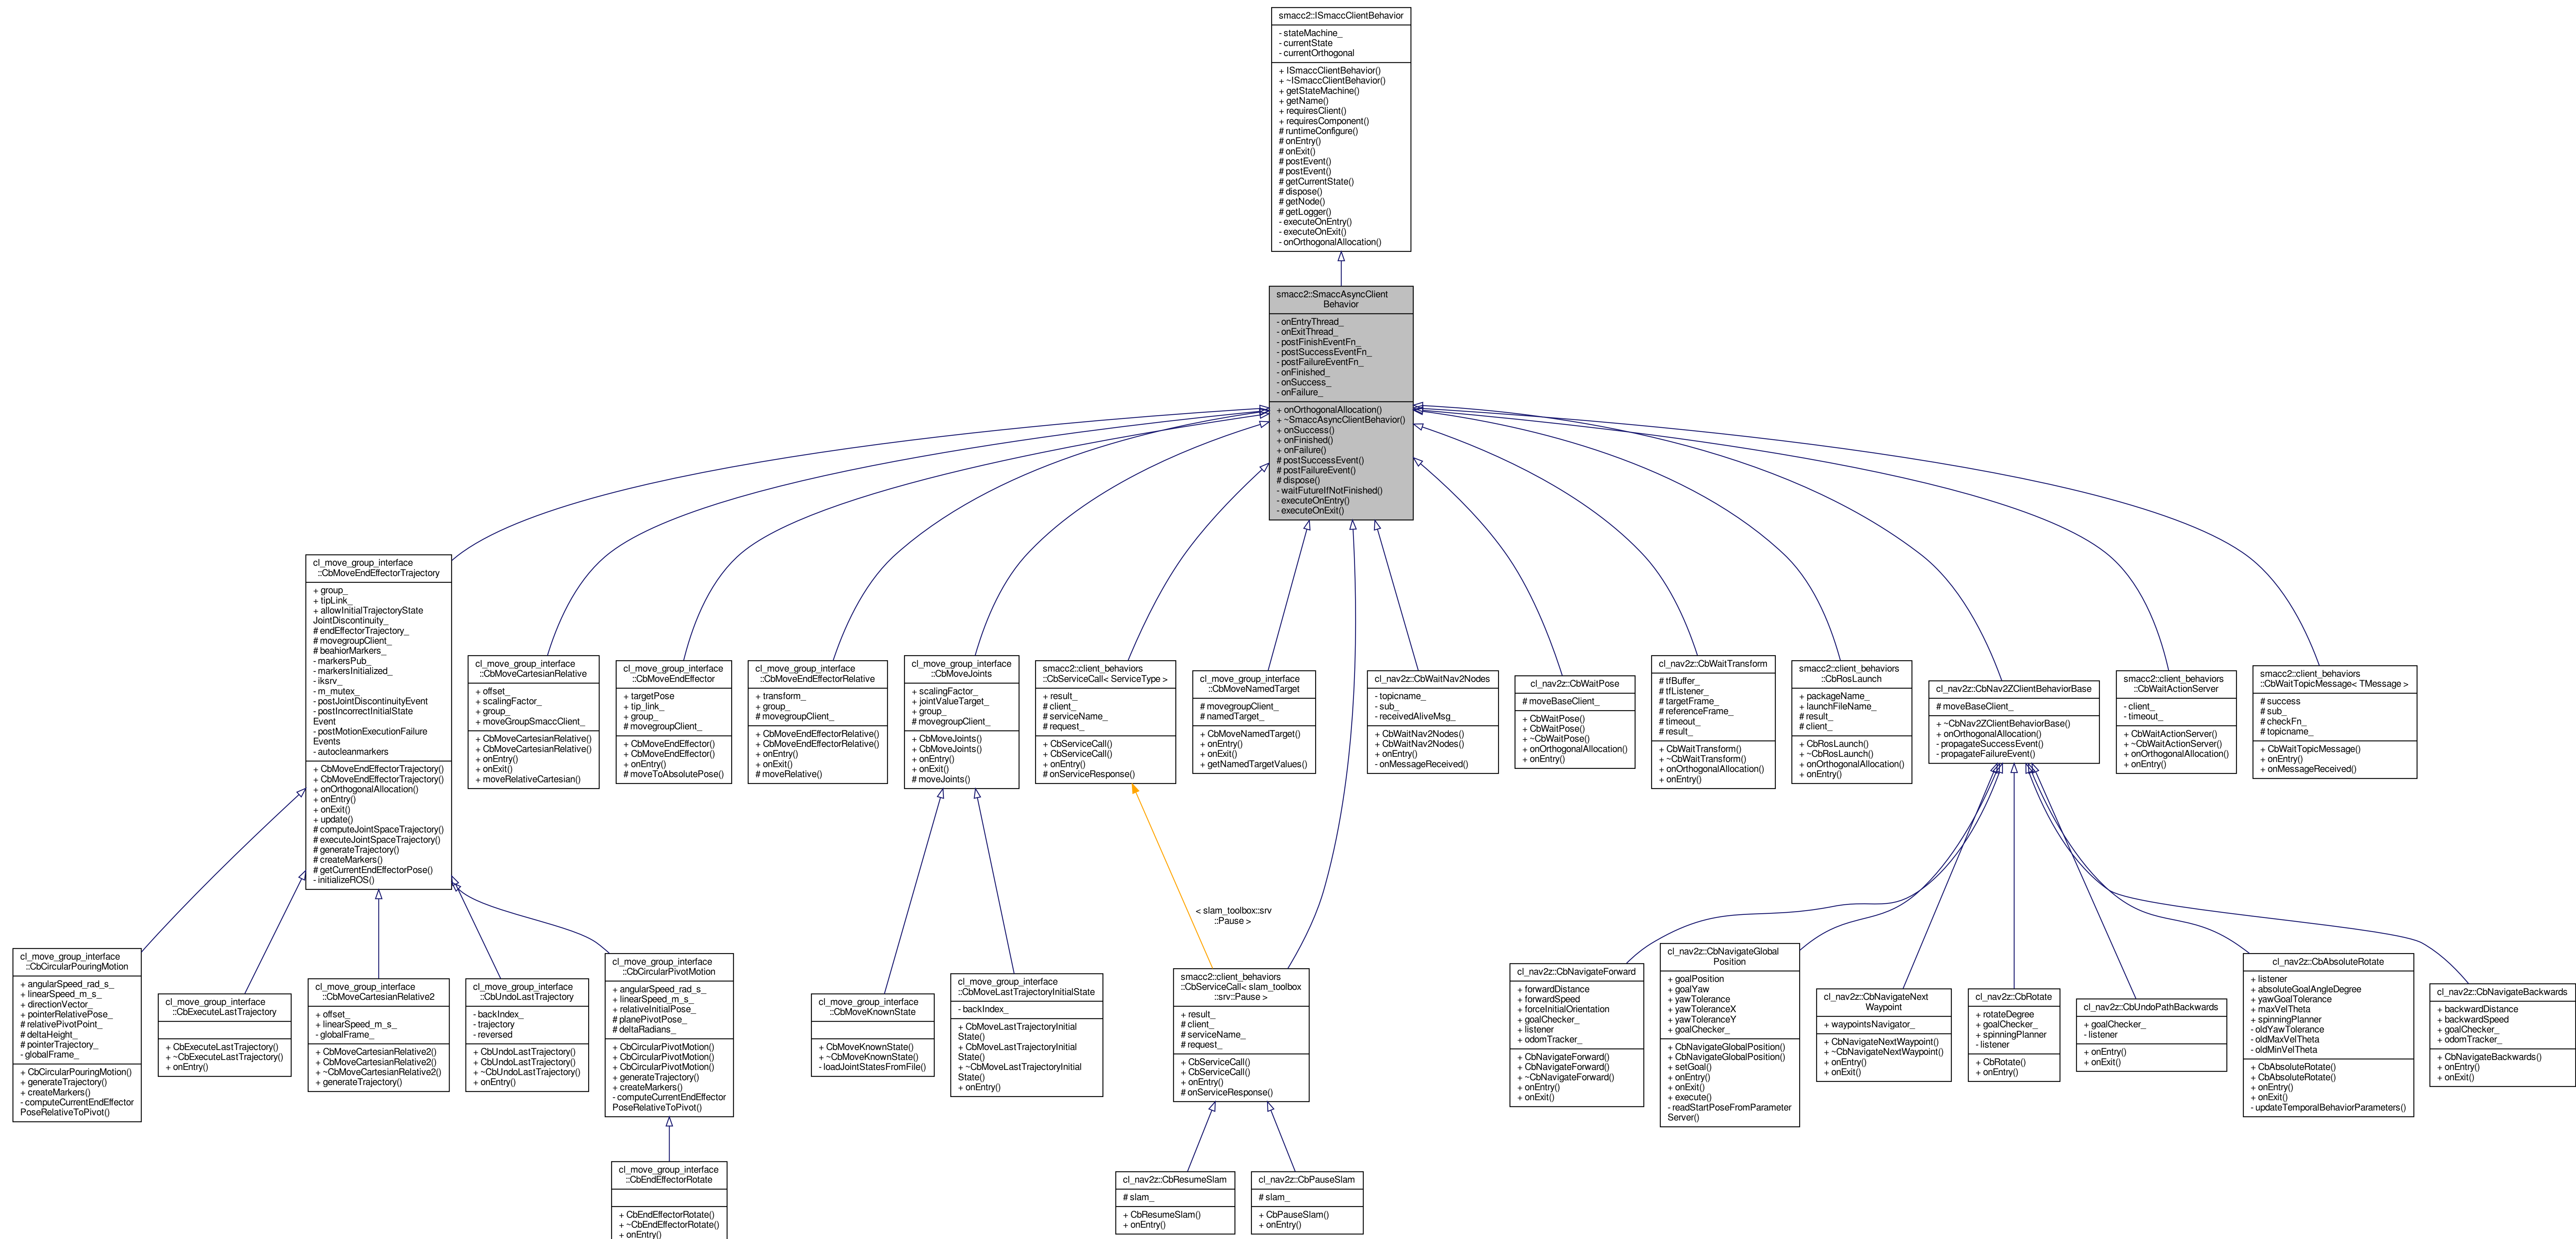 smacc2::ISmaccClientBehavior
- stateMachine_
- currentState
- currentOrthogonal
+ ISmaccClientBehavior()
+ ~ISmaccClientBehavior()
+ getStateMachine()
+ getName()
+ requiresClient()
+ requiresComponent()
# runtimeConfigure()
# onEntry()
# onExit()
# postEvent()
# postEvent()
# getCurrentState()
# dispose()
# getNode()
# getLogger()
- executeOnEntry()
- executeOnExit()
- onOrthogonalAllocation()
smacc2::SmaccAsyncClient
Behavior
- onEntryThread_
- onExitThread_
- postFinishEventFn_
- postSuccessEventFn_
- postFailureEventFn_
- onFinished_
- onSuccess_
- onFailure_
+ onOrthogonalAllocation()
+ ~SmaccAsyncClientBehavior()
+ onSuccess()
+ onFinished()
+ onFailure()
# postSuccessEvent()
# postFailureEvent()
# dispose()
- waitFutureIfNotFinished()
- executeOnEntry()
- executeOnExit()
cl_move_group_interface
::CbMoveEndEffectorTrajectory
+ group_
+ tipLink_
+ allowInitialTrajectoryState
JointDiscontinuity_
# endEffectorTrajectory_
# movegroupClient_
# beahiorMarkers_
- markersPub_
- markersInitialized_
- iksrv_
- m_mutex_
- postJointDiscontinuityEvent
- postIncorrectInitialState
Event
- postMotionExecutionFailure
Events
- autocleanmarkers
+ CbMoveEndEffectorTrajectory()
+ CbMoveEndEffectorTrajectory()
+ onOrthogonalAllocation()
+ onEntry()
+ onExit()
+ update()
# computeJointSpaceTrajectory()
# executeJointSpaceTrajectory()
# generateTrajectory()
# createMarkers()
# getCurrentEndEffectorPose()
- initializeROS()
cl_move_group_interface
::CbMoveCartesianRelative
+ offset_
+ scalingFactor_
+ group_
+ moveGroupSmaccClient_
+ CbMoveCartesianRelative()
+ CbMoveCartesianRelative()
+ onEntry()
+ onExit()
+ moveRelativeCartesian()
cl_move_group_interface
::CbMoveEndEffector
+ targetPose
+ tip_link_
+ group_
# movegroupClient_
+ CbMoveEndEffector()
+ CbMoveEndEffector()
+ onEntry()
# moveToAbsolutePose()
cl_move_group_interface
::CbMoveEndEffectorRelative
+ transform_
+ group_
# movegroupClient_
+ CbMoveEndEffectorRelative()
+ CbMoveEndEffectorRelative()
+ onEntry()
+ onExit()
# moveRelative()
cl_move_group_interface
::CbMoveJoints
+ scalingFactor_
+ jointValueTarget_
+ group_
# movegroupClient_
+ CbMoveJoints()
+ CbMoveJoints()
+ onEntry()
+ onExit()
# moveJoints()
smacc2::client_behaviors
::CbServiceCall< ServiceType >
+ result_
# client_
# serviceName_
# request_
+ CbServiceCall()
+ CbServiceCall()
+ onEntry()
# onServiceResponse()
cl_move_group_interface
::CbMoveNamedTarget
# movegroupClient_
# namedTarget_
+ CbMoveNamedTarget()
+ onEntry()
+ onExit()
+ getNamedTargetValues()
cl_nav2z::CbWaitNav2Nodes
- topicname_
- sub_
- receivedAliveMsg_
+ CbWaitNav2Nodes()
+ CbWaitNav2Nodes()
+ onEntry()
- onMessageReceived()
cl_nav2z::CbWaitPose
# moveBaseClient_
+ CbWaitPose()
+ CbWaitPose()
+ ~CbWaitPose()
+ onOrthogonalAllocation()
+ onEntry()
cl_nav2z::CbWaitTransform
# tfBuffer_
# tfListener_
# targetFrame_
# referenceFrame_
# timeout_
# result_
+ CbWaitTransform()
+ ~CbWaitTransform()
+ onOrthogonalAllocation()
+ onEntry()
smacc2::client_behaviors
::CbRosLaunch
+ packageName_
+ launchFileName_
# result_
# client_
+ CbRosLaunch()
+ ~CbRosLaunch()
+ onOrthogonalAllocation()
+ onEntry()
cl_nav2z::CbNav2ZClientBehaviorBase
# moveBaseClient_
+ ~CbNav2ZClientBehaviorBase()
+ onOrthogonalAllocation()
- propagateSuccessEvent()
- propagateFailureEvent()
smacc2::client_behaviors
::CbWaitActionServer
- client_
- timeout_
+ CbWaitActionServer()
+ ~CbWaitActionServer()
+ onOrthogonalAllocation()
+ onEntry()
smacc2::client_behaviors
::CbWaitTopicMessage< TMessage >
# success
# sub_
# checkFn_
# topicname_
+ CbWaitTopicMessage()
+ onEntry()
+ onMessageReceived()
< slam_toolbox::srv
::Pause >
cl_move_group_interface
::CbCircularPouringMotion
+ angularSpeed_rad_s_
+ linearSpeed_m_s_
+ directionVector_
+ pointerRelativePose_
# relativePivotPoint_
# deltaHeight_
# pointerTrajectory_
- globalFrame_
+ CbCircularPouringMotion()
+ generateTrajectory()
+ createMarkers()
- computeCurrentEndEffector
PoseRelativeToPivot()
cl_move_group_interface
::CbExecuteLastTrajectory
+ CbExecuteLastTrajectory()
+ ~CbExecuteLastTrajectory()
+ onEntry()
cl_move_group_interface
::CbMoveCartesianRelative2
+ offset_
+ linearSpeed_m_s_
- globalFrame_
+ CbMoveCartesianRelative2()
+ CbMoveCartesianRelative2()
+ ~CbMoveCartesianRelative2()
+ generateTrajectory()
cl_move_group_interface
::CbUndoLastTrajectory
- backIndex_
- trajectory
- reversed
+ CbUndoLastTrajectory()
+ CbUndoLastTrajectory()
+ ~CbUndoLastTrajectory()
+ onEntry()
cl_move_group_interface
::CbCircularPivotMotion
+ angularSpeed_rad_s_
+ linearSpeed_m_s_
+ relativeInitialPose_
# planePivotPose_
# deltaRadians_
+ CbCircularPivotMotion()
+ CbCircularPivotMotion()
+ CbCircularPivotMotion()
+ generateTrajectory()
+ createMarkers()
- computeCurrentEndEffector
PoseRelativeToPivot()
cl_move_group_interface
::CbMoveKnownState
+ CbMoveKnownState()
+ ~CbMoveKnownState()
- loadJointStatesFromFile()
cl_move_group_interface
::CbMoveLastTrajectoryInitialState
- backIndex_
+ CbMoveLastTrajectoryInitial
State()
+ CbMoveLastTrajectoryInitial
State()
+ ~CbMoveLastTrajectoryInitial
State()
+ onEntry()
smacc2::client_behaviors
::CbServiceCall< slam_toolbox
::srv::Pause >
+ result_
# client_
# serviceName_
# request_
+ CbServiceCall()
+ CbServiceCall()
+ onEntry()
# onServiceResponse()
cl_nav2z::CbNavigateForward
+ forwardDistance
+ forwardSpeed
+ forceInitialOrientation
+ goalChecker_
+ listener
+ odomTracker_
+ CbNavigateForward()
+ CbNavigateForward()
+ ~CbNavigateForward()
+ onEntry()
+ onExit()
cl_nav2z::CbNavigateGlobal
Position
+ goalPosition
+ goalYaw
+ yawTolerance
+ yawToleranceX
+ yawToleranceY
+ goalChecker_
+ CbNavigateGlobalPosition()
+ CbNavigateGlobalPosition()
+ setGoal()
+ onEntry()
+ onExit()
+ execute()
- readStartPoseFromParameter
Server()
cl_nav2z::CbNavigateNext
Waypoint
+ waypointsNavigator_
+ CbNavigateNextWaypoint()
+ ~CbNavigateNextWaypoint()
+ onEntry()
+ onExit()
cl_nav2z::CbRotate
+ rotateDegree
+ goalChecker_
+ spinningPlanner
- listener
+ CbRotate()
+ onEntry()
cl_nav2z::CbUndoPathBackwards
+ goalChecker_
- listener
+ onEntry()
+ onExit()
cl_nav2z::CbAbsoluteRotate
+ listener
+ absoluteGoalAngleDegree
+ yawGoalTolerance
+ maxVelTheta
+ spinningPlanner
- oldYawTolerance
- oldMaxVelTheta
- oldMinVelTheta
+ CbAbsoluteRotate()
+ CbAbsoluteRotate()
+ onEntry()
+ onExit()
- updateTemporalBehaviorParameters()
cl_nav2z::CbNavigateBackwards
+ backwardDistance
+ backwardSpeed
+ goalChecker_
+ odomTracker_
+ CbNavigateBackwards()
+ onEntry()
+ onExit()
cl_move_group_interface
::CbEndEffectorRotate
+ CbEndEffectorRotate()
+ ~CbEndEffectorRotate()
+ onEntry()
cl_nav2z::CbResumeSlam
# slam_
+ CbResumeSlam()
+ onEntry()
cl_nav2z::CbPauseSlam
# slam_
+ CbPauseSlam()
+ onEntry()